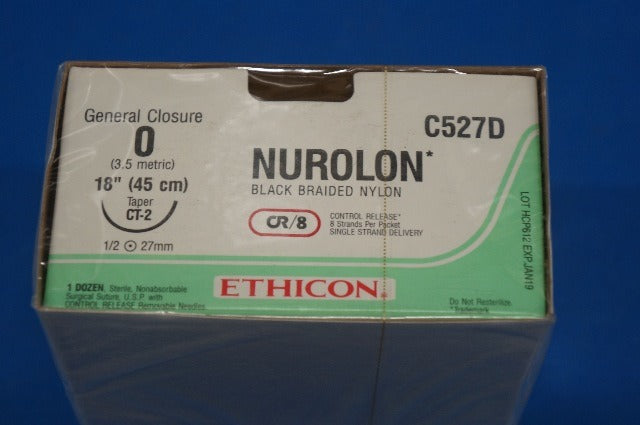 General Closure
0
(3.5 metric)
18" (45 cm)
Taper
CT-2
1/2 27mm
C527D
NUROLON*
BLACK BRAIDED NYLON
CR/8
CONTROL RELEASE*
8 Strands Per Packet
SINGLE STRAND DELIVERY
LOT HCP612 EXP.JAN19
1 DOZEN, Sterile, Nonabsorbable
Surgical Suture, U.S.P. with
CONTROL RELEASE Removable Needles
ETHICON
Do Not Resterilize
*Trademark